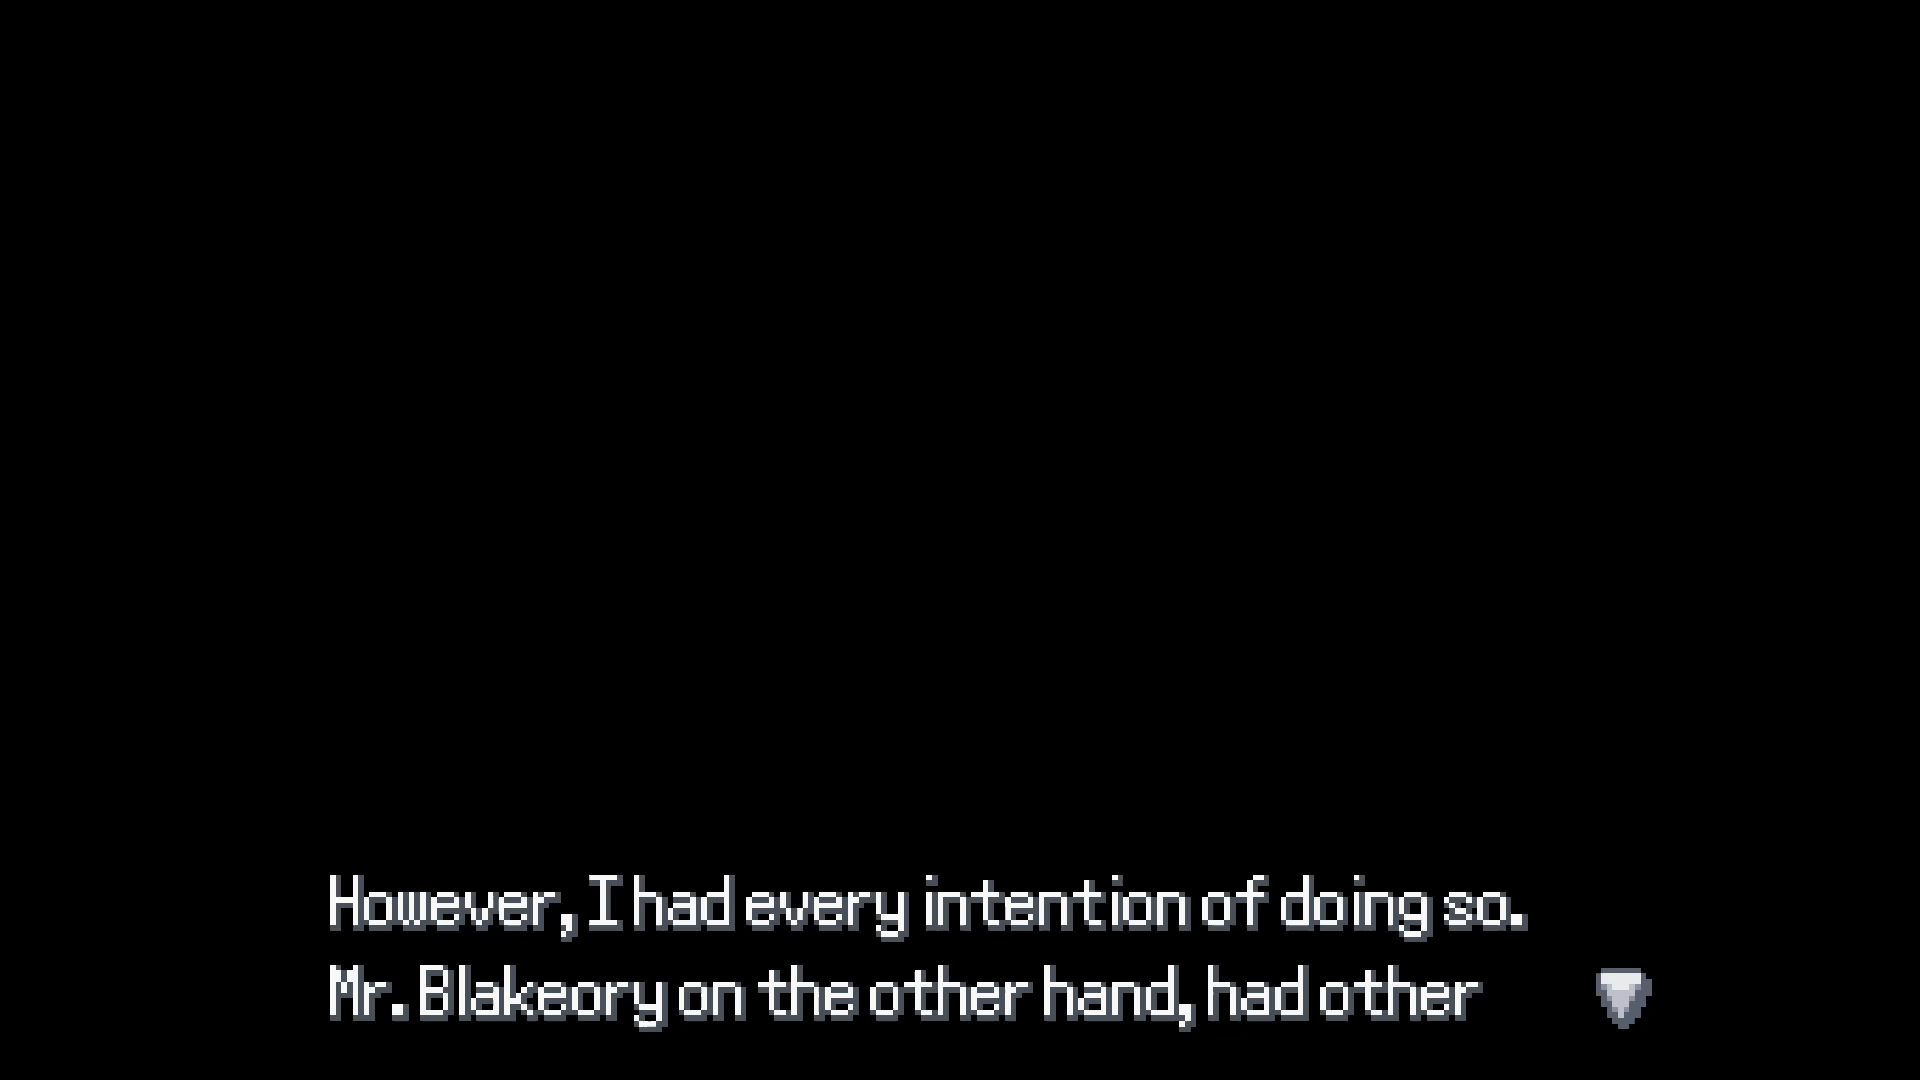 However, I had every intention of doing so.
Mr. Blakeory on the other hand, had other